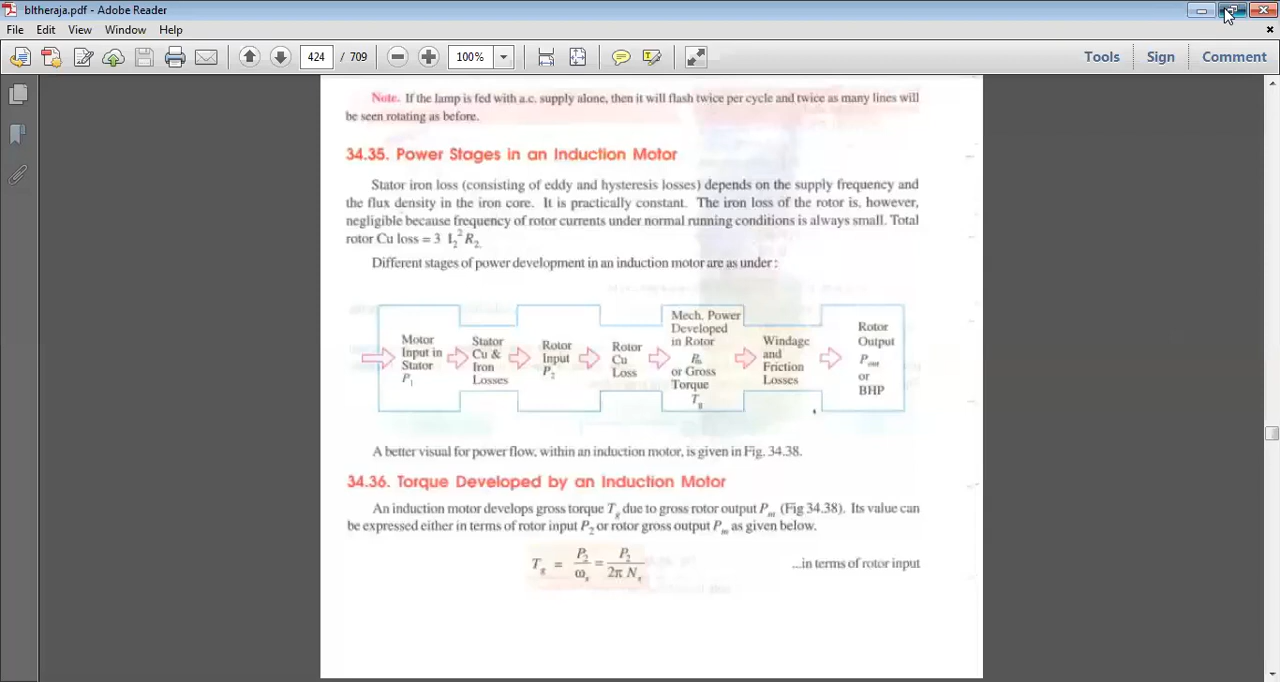 bltheraja.pdf - Adobe Reader
File Edit View Window Help
424 / 709 100% Tools Sign Comment
Note. If the lamp is fed with a.c. supply alone, then it will flash twice per cycle and twice as many lines will
be seen rotating as before.
34.35. Power Stages in an Induction Motor
Stator iron loss (consisting of eddy and hysteresis losses) depends on the supply frequency and
the flux density in the iron core. It is practically constant. The iron loss of the rotor is, however,
negligible because frequency of rotor currents under normal running conditions is always small. Total
rotor Cu loss = 3 I₂² R₂
Different stages of power development in an induction motor are as under :
Motor
Input in
Stator
P₁
Stator
Cu &
Iron
Losses
Rotor
Input
P₂
Rotor
Cu
Loss
Mech. Power
Developed
in Rotor
Pₘ
or Gross
Torque
T_g
Windage
and
Friction
Losses
Rotor
Output
P_out
or
BHP
A better visual for power flow, within an induction motor, is given in Fig. 34.38.
34.36. Torque Developed by an Induction Motor
An induction motor develops gross torque T_g due to gross rotor output Pₘ (Fig 34.38). Its value can
be expressed either in terms of rotor input P₂ or rotor gross output Pₘ as given below.
T_g = P₂/ωₛ = P₂/2π Nₛ ...in terms of rotor input